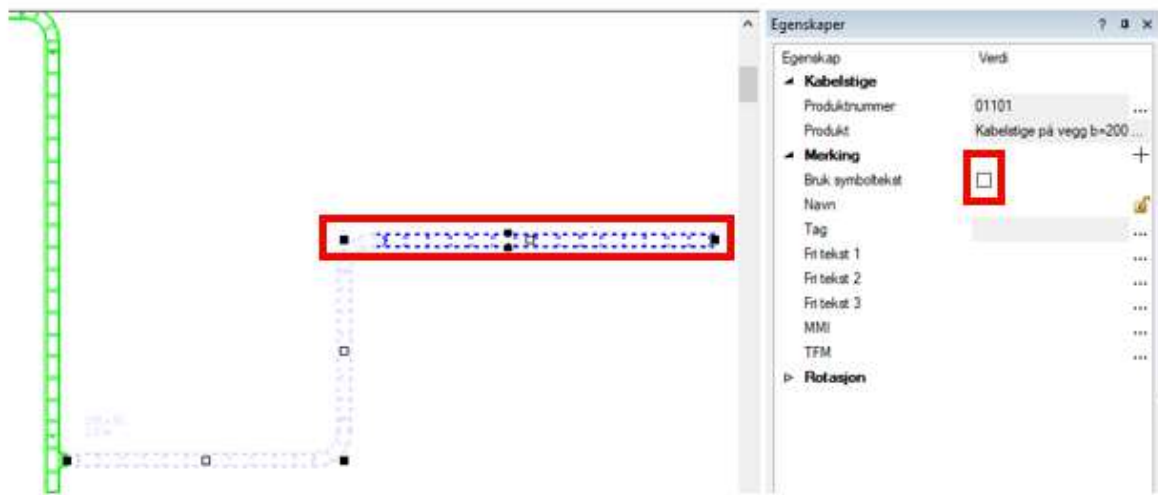 Egenskaper
Egenskap Verdi
Kabelstige
Produktnummer 01101 ...
Produkt Kabelstige på vegg b=200 ...
Merking
Bruk symboltekst
Navn
Tag ...
Fri tekst 1 ...
Fri tekst 2 ...
Fri tekst 3 ...
MMI ...
TFM ...
Rotasjon